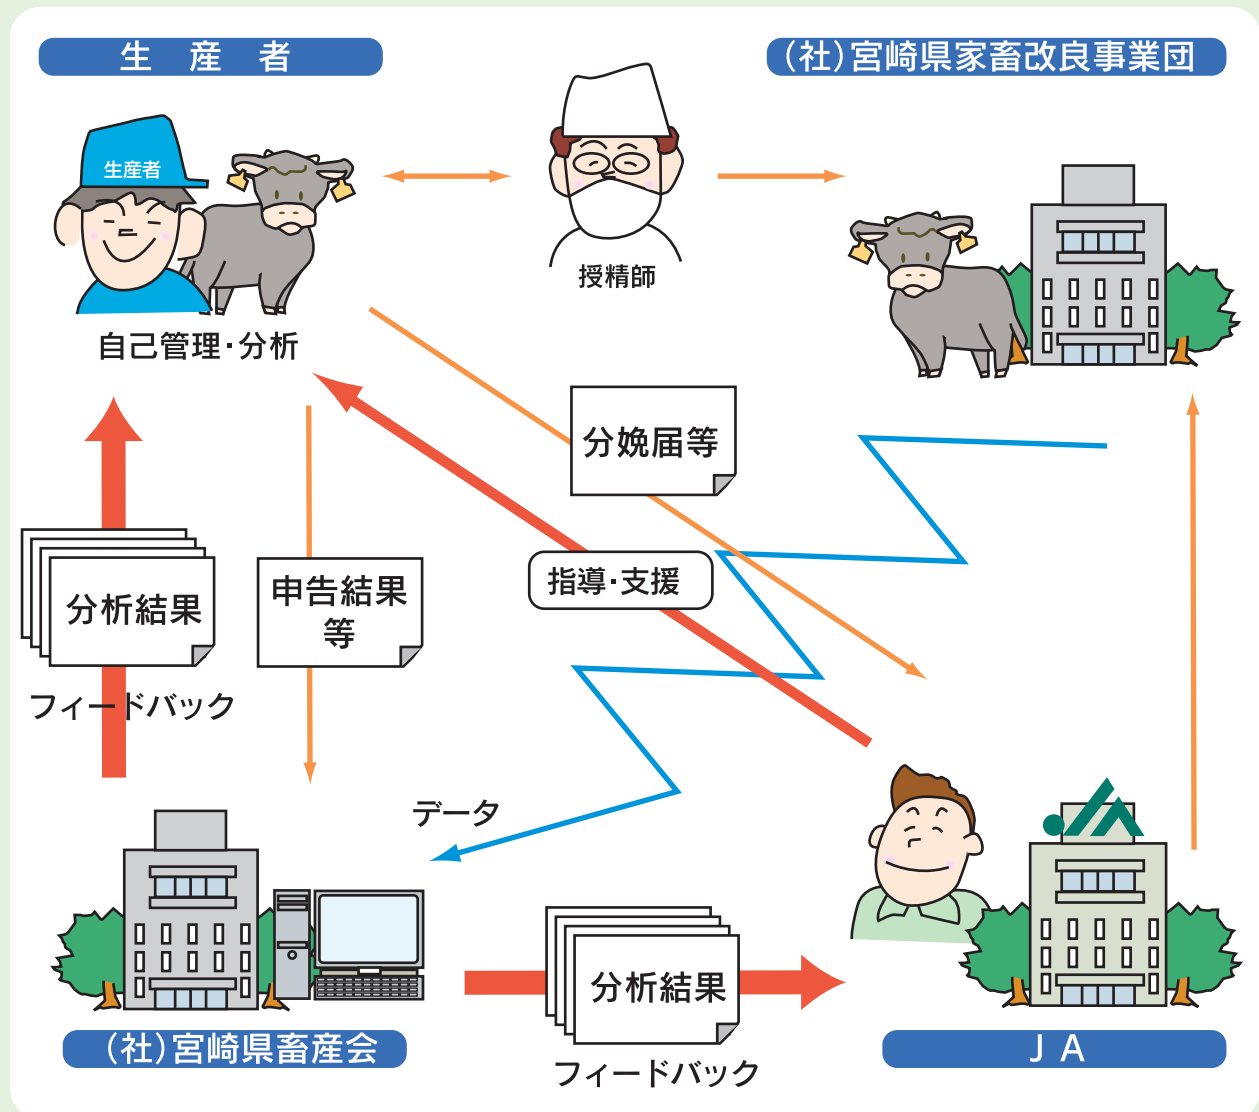 生産者
(社)宮崎県家畜改良事業団
生産者
授精師
自己管理・分析
分娩届等
指導・支援
分析結果
申告結果
等
フィードバック
データ
分析結果
(社)宮崎県畜産会
フィードバック
JA